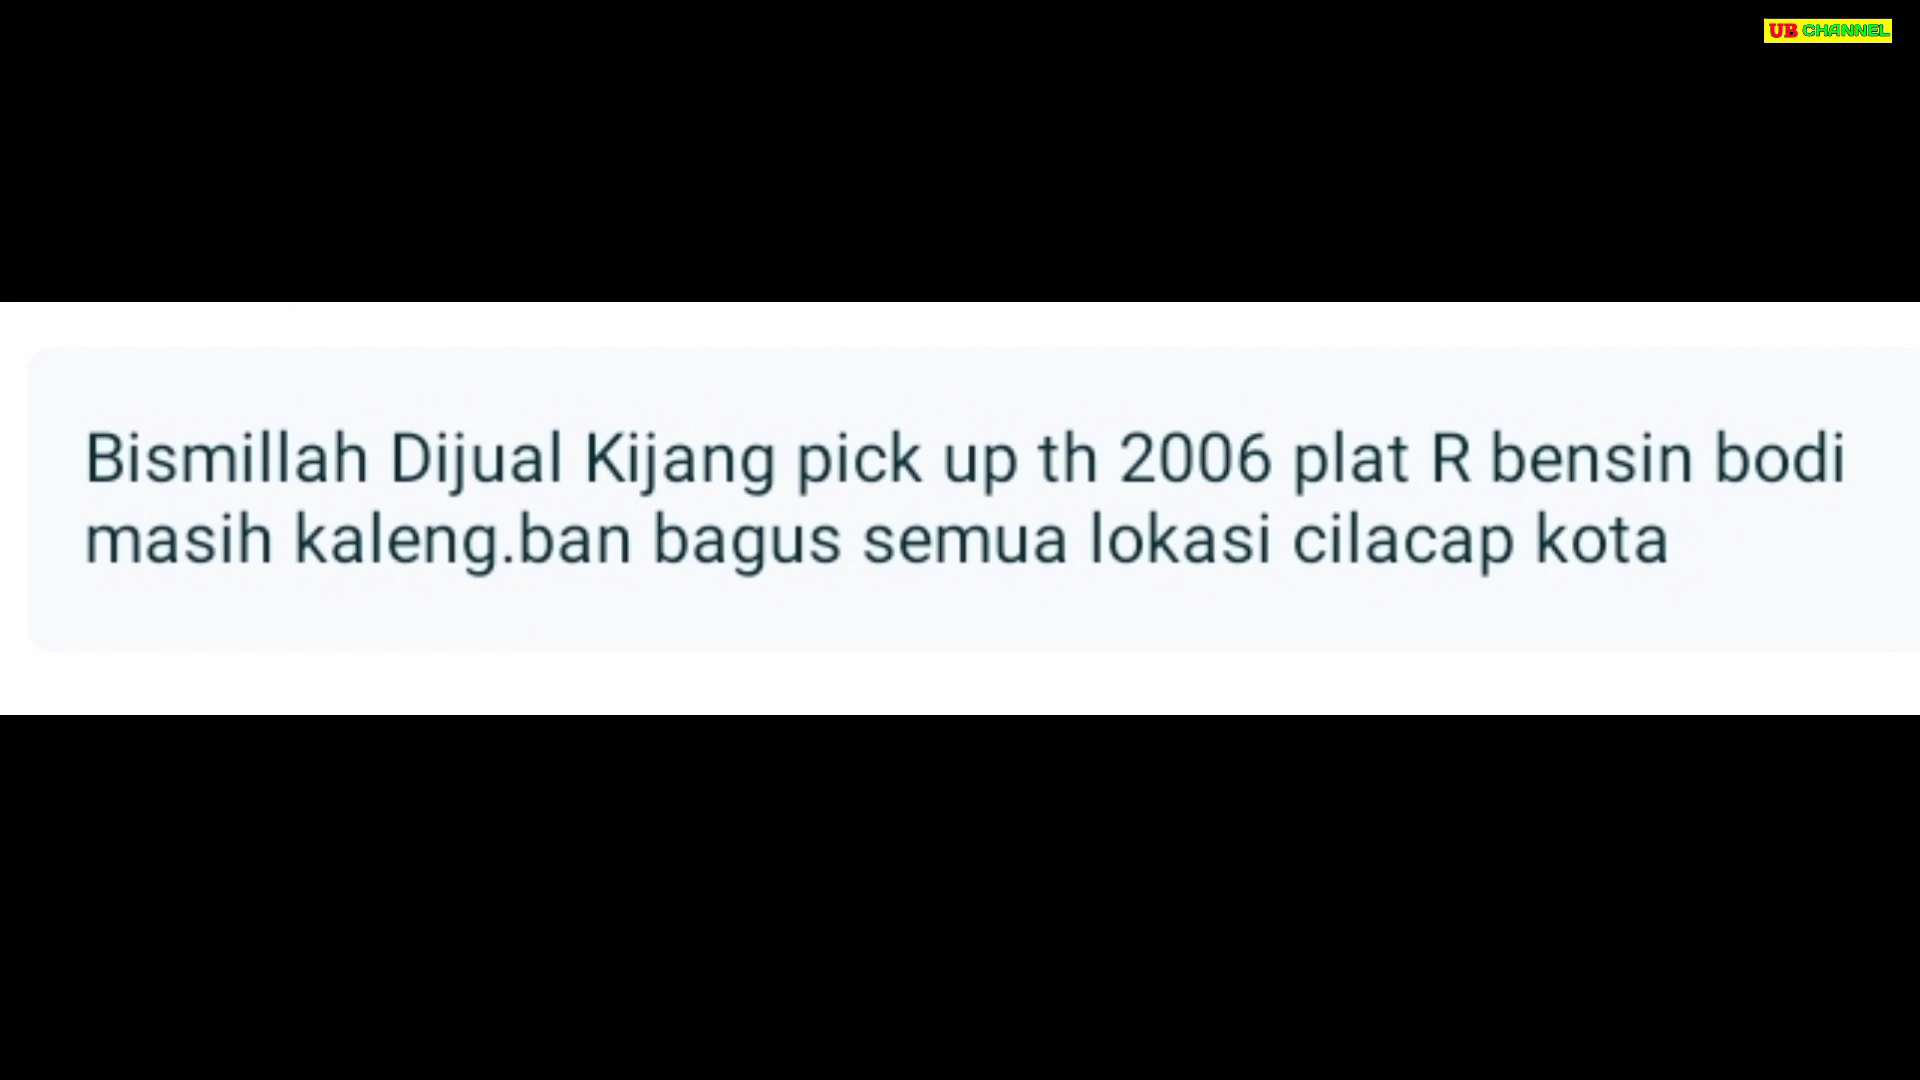 UB CHANNEL
Bismillah Dijual Kijang pick up th 2006 plat R bensin bodi
masih kaleng.ban bagus semua lokasi cilacap kota